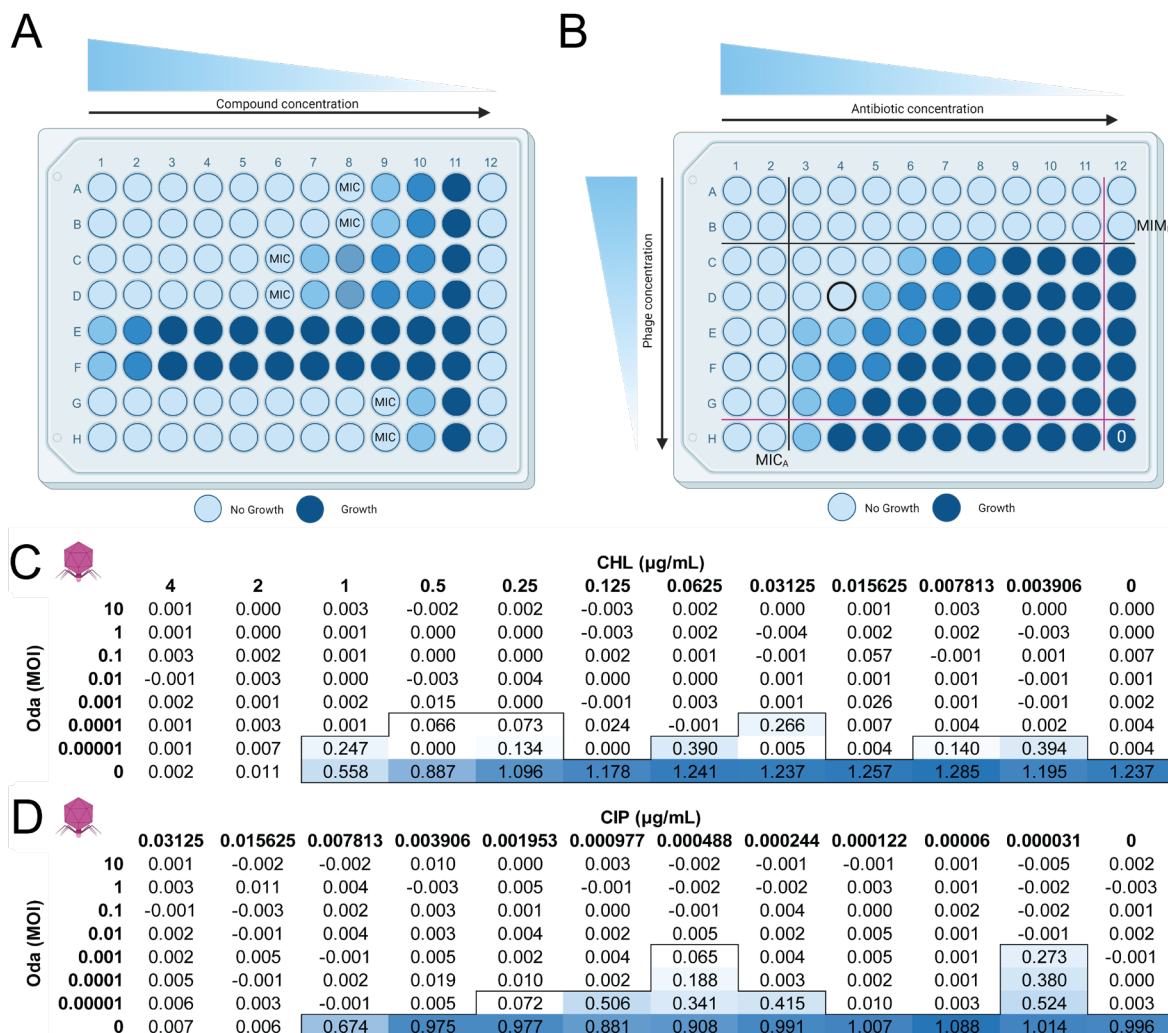 A
B
Compound concentration
Antibiotic concentration
1 2 3 4 5 6 7 8 9 10 11 12
A MIC
B MIC
C MIC
D MIC
E
F
G MIC
H MIC
No Growth Growth
Phage concentration
1 2 3 4 5 6 7 8 9 10 11 12
A
B
MIM
C
D
E
F
G
H 0
MICA
No Growth Growth
C
CHL (µg/mL)
4 2 1 0.5 0.25 0.125 0.0625 0.03125 0.015625 0.007813 0.003906 0
Oda (MOI)
10 0.001 0.000 0.003 -0.002 0.002 -0.003 0.002 0.000 0.001 0.003 0.000 0.000
1 0.001 0.000 0.001 0.000 0.000 -0.003 0.002 -0.004 0.002 0.002 -0.003 0.000
0.1 0.003 0.002 0.001 0.000 0.000 0.002 0.001 -0.001 0.057 -0.001 0.001 0.007
0.01 -0.001 0.003 0.000 -0.003 0.004 0.000 0.000 0.001 0.001 0.001 -0.001 0.001
0.001 0.002 0.001 0.002 0.015 0.000 -0.001 0.003 0.001 0.026 0.001 -0.001 0.002
0.0001 0.001 0.003 0.001 0.066 0.073 0.024 -0.001 0.266 0.007 0.004 0.002 0.004
0.00001 0.001 0.007 0.247 0.000 0.134 0.000 0.390 0.005 0.004 0.140 0.394 0.004
0 0.002 0.011 0.558 0.887 1.096 1.178 1.241 1.237 1.257 1.285 1.195 1.237
D
CIP (µg/mL)
0.03125 0.015625 0.007813 0.003906 0.001953 0.000977 0.000488 0.000244 0.000122 0.00006 0.000031 0
Oda (MOI)
10 0.001 -0.002 -0.002 0.010 0.000 0.003 -0.002 -0.001 -0.001 0.001 -0.005 0.002
1 0.003 0.011 0.004 -0.003 0.005 -0.001 -0.002 -0.002 0.003 0.001 -0.002 -0.003
0.1 -0.001 -0.003 0.002 0.003 0.001 0.000 -0.001 0.004 0.000 0.002 -0.002 0.001
0.01 0.002 -0.001 0.004 0.003 0.004 0.002 0.005 0.002 0.002 0.001 -0.001 0.002
0.001 0.002 0.005 -0.001 0.005 0.002 0.004 0.065 0.004 0.005 0.002 0.273 -0.001
0.0001 0.005 -0.001 0.002 0.019 0.010 0.002 0.188 0.003 0.002 0.002 0.380 0.000
0.00001 0.006 0.003 -0.001 0.005 0.072 0.506 0.341 0.415 0.010 0.003 0.524 0.003
0 0.007 0.006 0.674 0.975 0.977 0.881 0.908 0.991 1.007 1.088 1.014 0.996